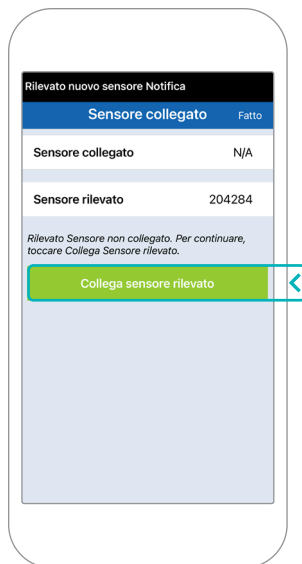 Rilevato nuovo sensore Notifica
Sensore collegato Fatto
Sensore collegato N/A
Sensore rilevato 204284
Rilevato Sensore non collegato. Per continuare,
toccare Collega Sensore rilevato.
Collega sensore rilevato